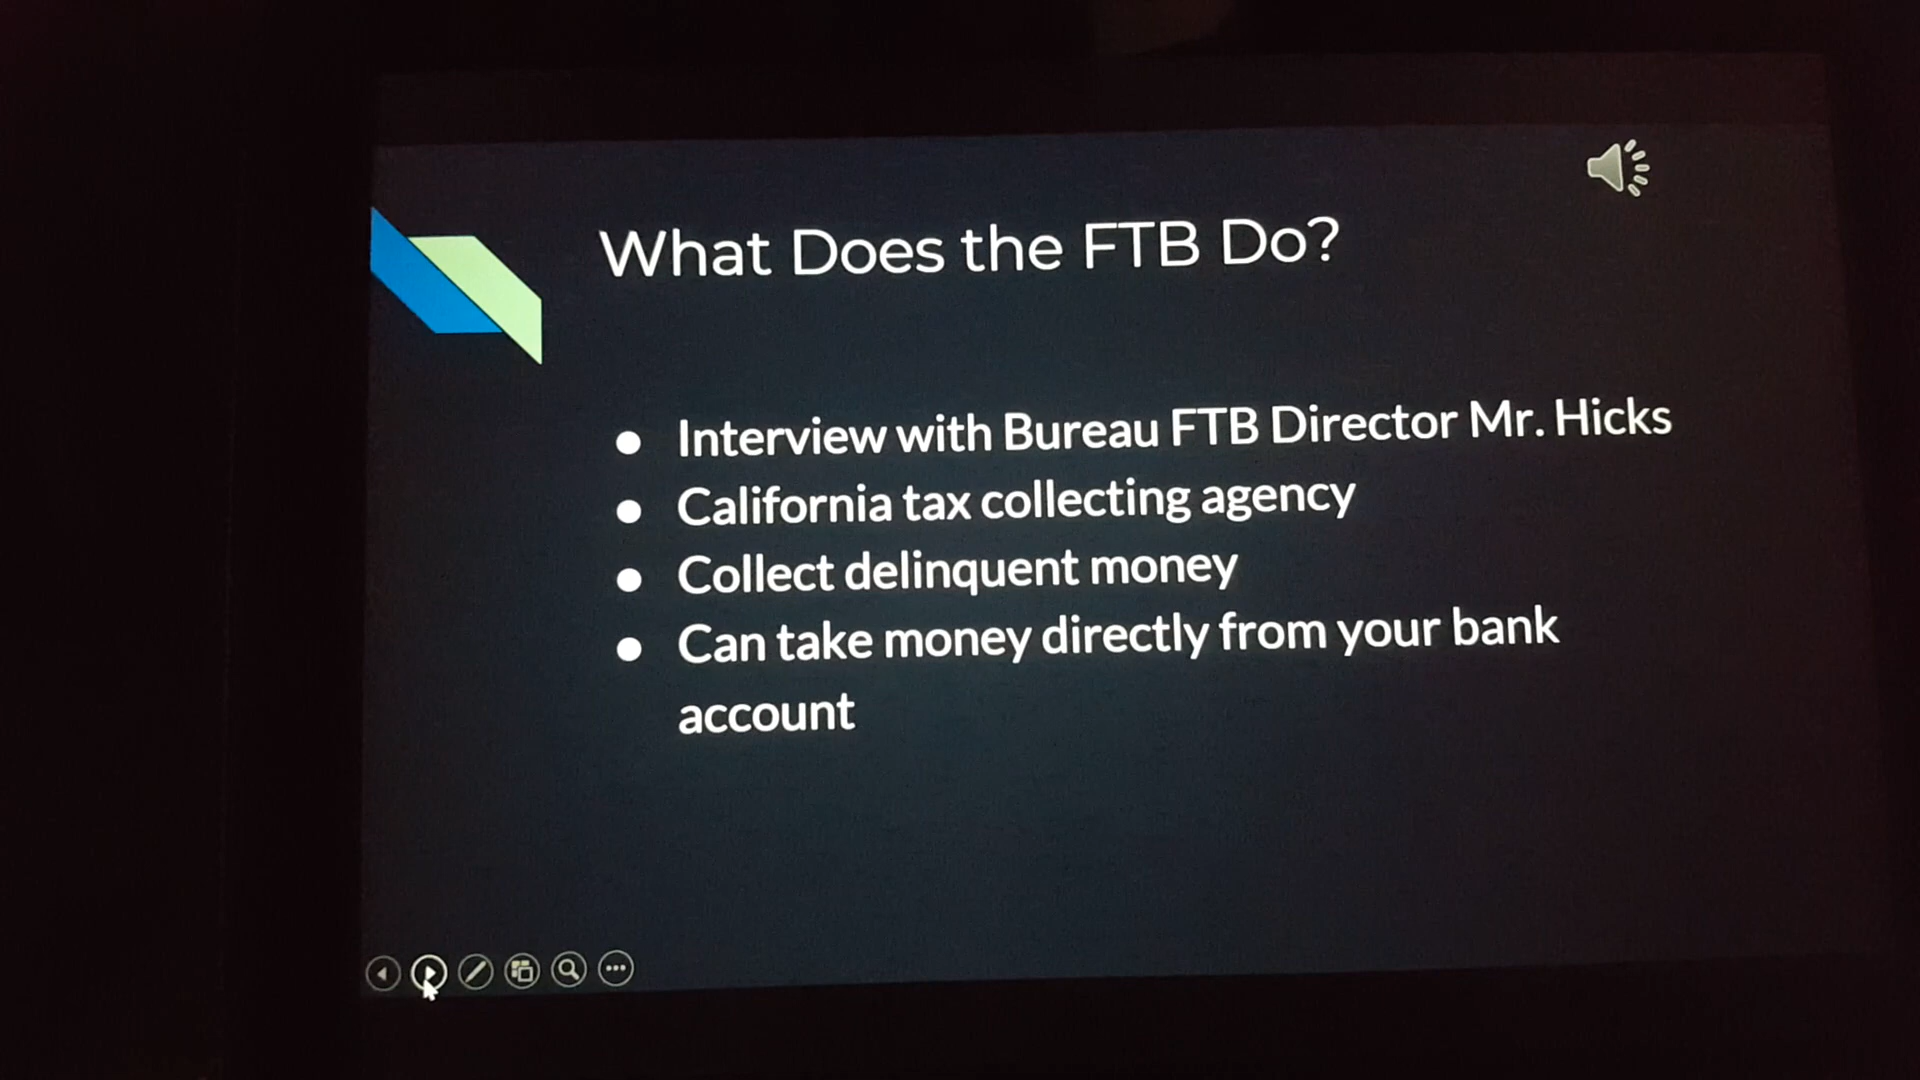 What Does the FTB Do?
Interview with Bureau FTB Director Mr. Hicks
California tax collecting agency
Collect delinquent money
Can take money directly from your bank
account